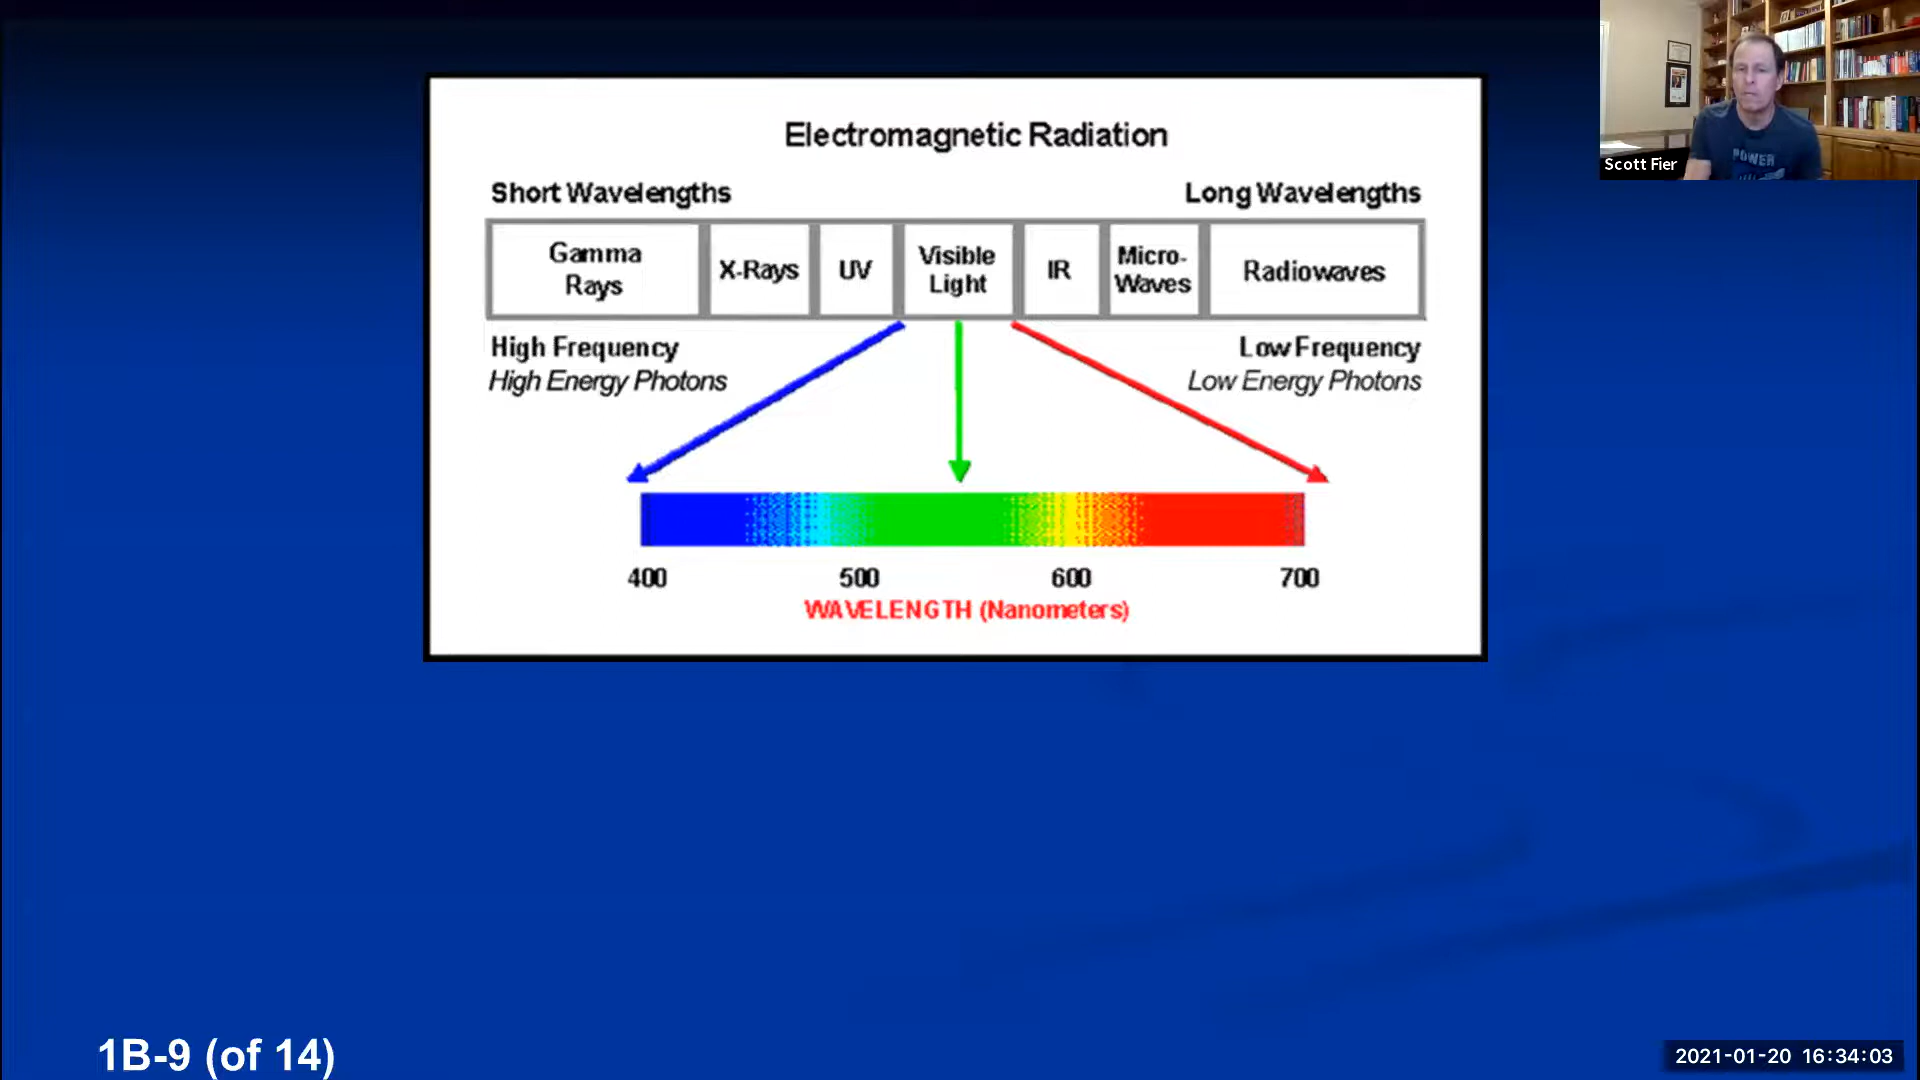 Scott Fier
POWER
Electromagnetic Radiation
Short Wavelengths Long Wavelengths
Gamma Rays X-Rays UV Visible Light IR Micro-Waves Radiowaves
High Frequency Low Frequency
High Energy Photons Low Energy Photons
400 500 600 700
WAVELENGTH (Nanometers)
1B-9 (of 14)
2021-01-20 16:34:03